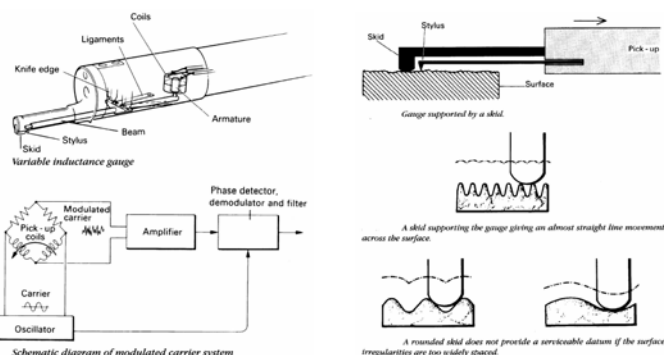 Coils
Ligaments
Knife edge
Armature
Beam
Stylus
Skid
Variable inductance gauge
Modulated
carrier
Pick-up
coils
Amplifier
Phase detector,
demodulator and filter
Carrier
Oscillator
Schematic diagram of modulated carrier system
Stylus
Skid
Pick-up
Surface
Gauge supported by a skid.
A skid supporting the gauge giving an almost straight line movement
across the surface.
A rounded skid does not provide a serviceable datum if the surface
irregularities are too widely spaced.